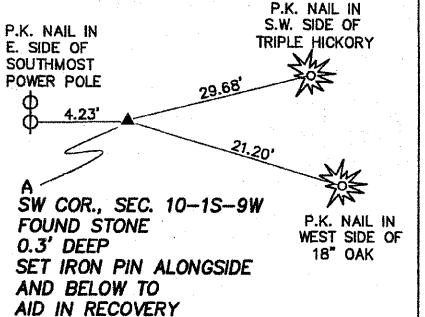 P.K. NAIL IN
E. SIDE OF
SOUTHMOST
POWER POLE
P.K. NAIL IN
S.W. SIDE OF
TRIPLE HICKORY
29.68'
4.23'
21.20'
A
SW COR., SEC. 10-1S-9W
FOUND STONE
0.3' DEEP
SET IRON PIN ALONGSIDE
AND BELOW TO
AID IN RECOVERY
P.K. NAIL IN
WEST SIDE OF
18" OAK